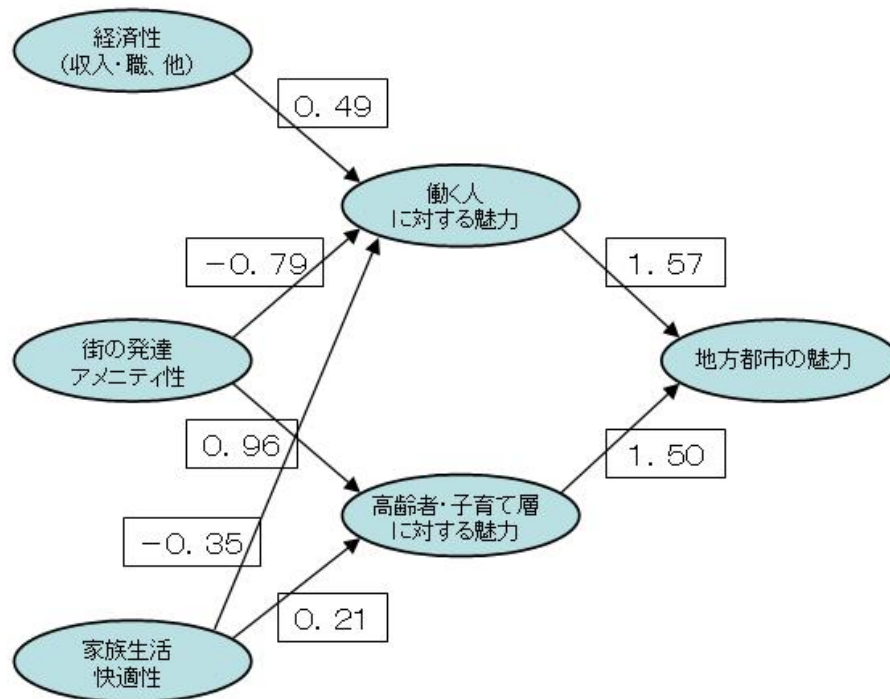 経済性
(収入・職、他)
0.49
働く人
に対する魅力
-0.79
1.57
街の発達
アメニティ性
地方都市の魅力
0.96
1.50
高齢者・子育て層
に対する魅力
-0.35
0.21
家族生活
快適性